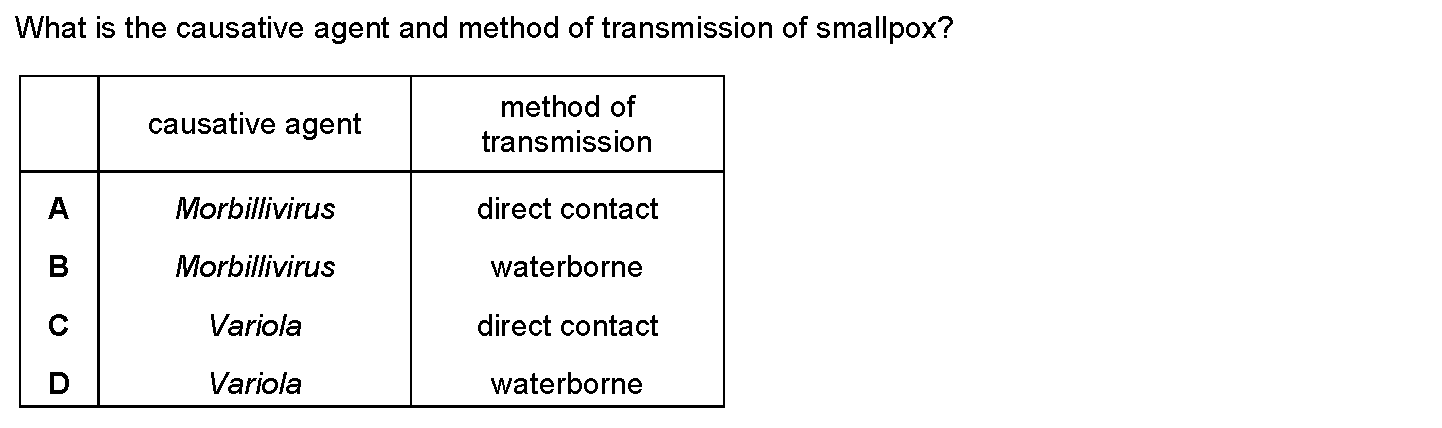 What is the causative agent and method of transmission of smallpox?
causative agent method of
transmission
A Morbillivirus direct contact
B Morbillivirus waterborne
C Variola direct contact
D Variola waterborne